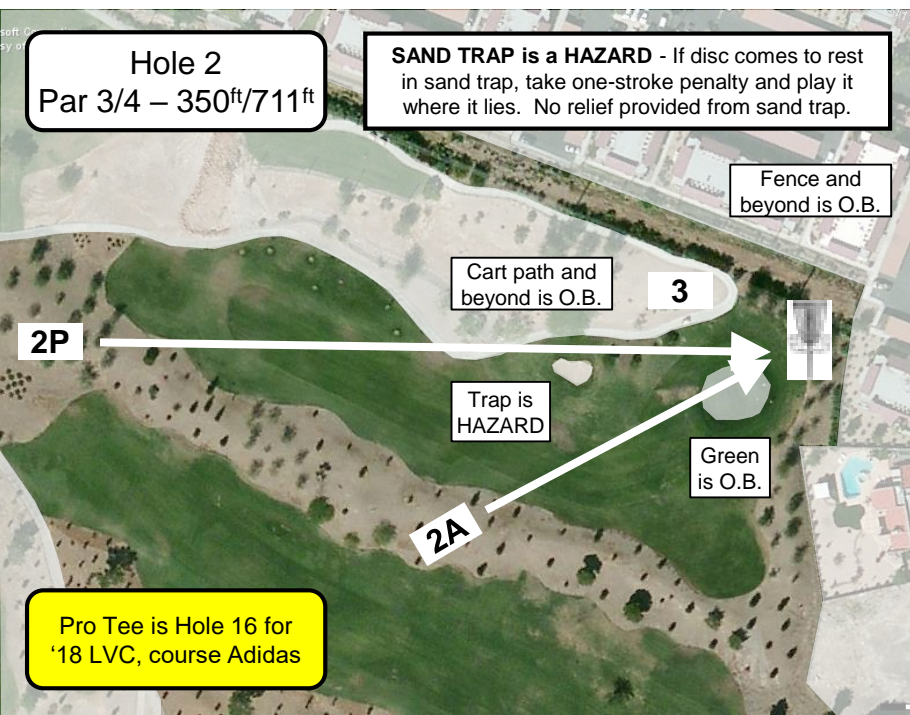 Hole 2
Par 3/4 – 350ft/711ft
SAND TRAP is a HAZARD - If disc comes to rest
in sand trap, take one-stroke penalty and play it
where it lies. No relief provided from sand trap.
Fence and
beyond is O.B.
Cart path and
beyond is O.B.
3
2P
Trap is
HAZARD
Green
is O.B.
2A
Pro Tee is Hole 16 for
‘18 LVC, course Adidas